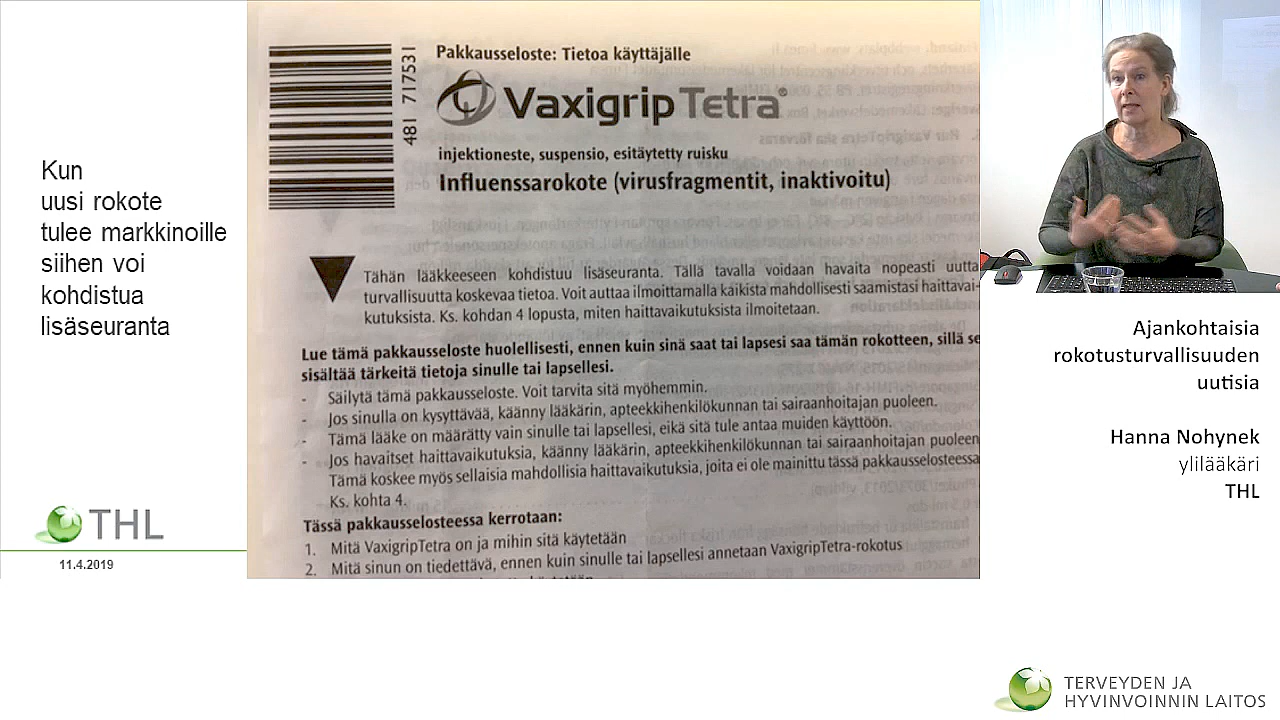 Kun
uusi rokote
tulee markkinoille
siihen voi
kohdistua
lisäseuranta
THL
11.4.2019
481 717531
Pakkausseloste: Tietoa käyttäjälle
VaxigripTetra®
injektioneste, suspensio, esitäytetty ruisku
Influenssarokote (virusfragmentit, inaktivoitu)
Tähän lääkkeeseen kohdistuu lisäseuranta. Tällä tavalla voidaan havaita nopeasti uutta
turvallisuutta koskevaa tietoa. Voit auttaa ilmoittamalla kaikista mahdollisesti saamistasi haittavai-
kutuksista. Ks. kohdan 4 lopusta, miten haittavaikutuksista ilmoitetaan.
Lue tämä pakkausseloste huolellisesti, ennen kuin sinä saat tai lapsesi saa tämän rokotteen, sillä se
sisältää tärkeitä tietoja sinulle tai lapsellesi.
- Säilytä tämä pakkausseloste. Voit tarvita sitä myöhemmin.
- Jos sinulla on kysyttävää, käänny lääkärin, apteekkihenkilökunnan tai sairaanhoitajan puoleen.
- Tämä lääke on määrätty vain sinulle tai lapsellesi, eikä sitä tule antaa muiden käyttöön.
- Jos havaitset haittavaikutuksia, käänny lääkärin, apteekkihenkilökunnan tai sairaanhoitajan puoleen
Tämä koskee myös sellaisia mahdollisia haittavaikutuksia, joita ei ole mainittu tässä pakkausselosteessa
Ks. kohta 4.
Tässä pakkausselosteessa kerrotaan:
1. Mitä VaxigripTetra on ja mihin sitä käytetään
2. Mitä sinun on tiedettävä, ennen kuin sinulle tai lapsellesi annetaan VaxigripTetra-rokotus
Ajankohtaisia
rokotusturvallisuuden
uutisia
Hanna Nohynek
ylilääkäri
THL
TERVEYDEN JA
HYVINVOINNIN LAITOS